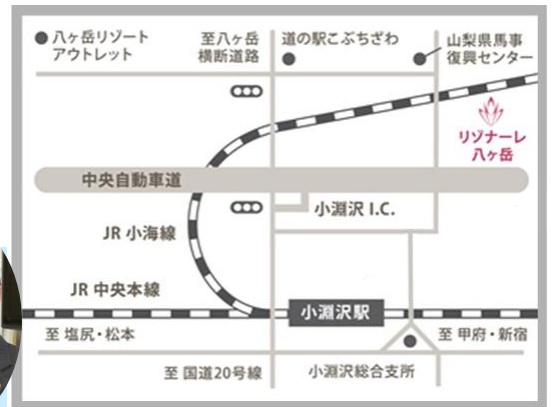 八ヶ岳リゾート
アウトレット
至八ヶ岳
横断道路
道の駅こぶちざわ
山梨県馬事
復興センター
リゾナーレ
八ヶ岳
中央自動車道
小淵沢 I.C.
JR 小海線
JR 中央本線
小淵沢駅
至 塩尻・松本
至 甲府・新宿
至 国道20号線
小淵沢総合支所